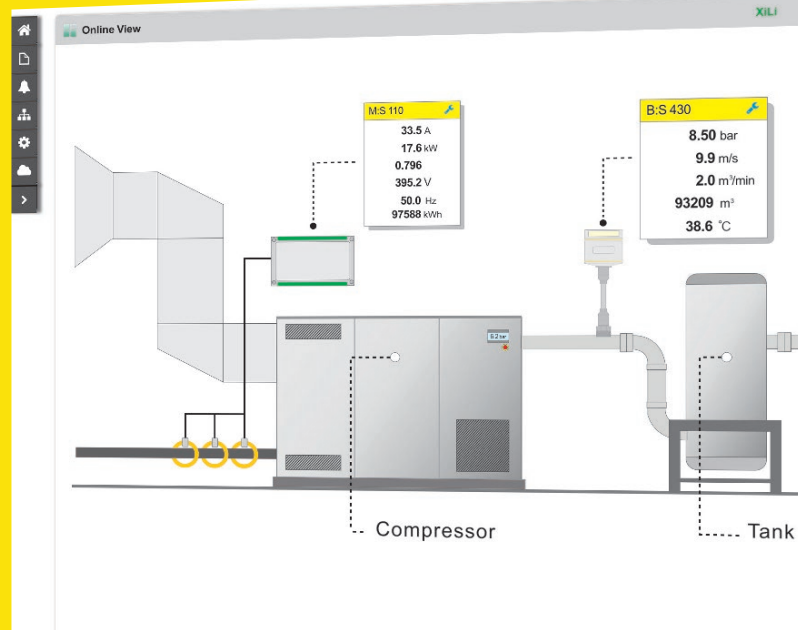 Online View
XiLi
M:S 110
33.5 A
17.6 kW
0.796
395.2 V
50.0 Hz
97588 kWh
B:S 430
8.50 bar
9.9 m/s
2.0 m³/min
93209 m³
38.6 °C
Compressor
Tank